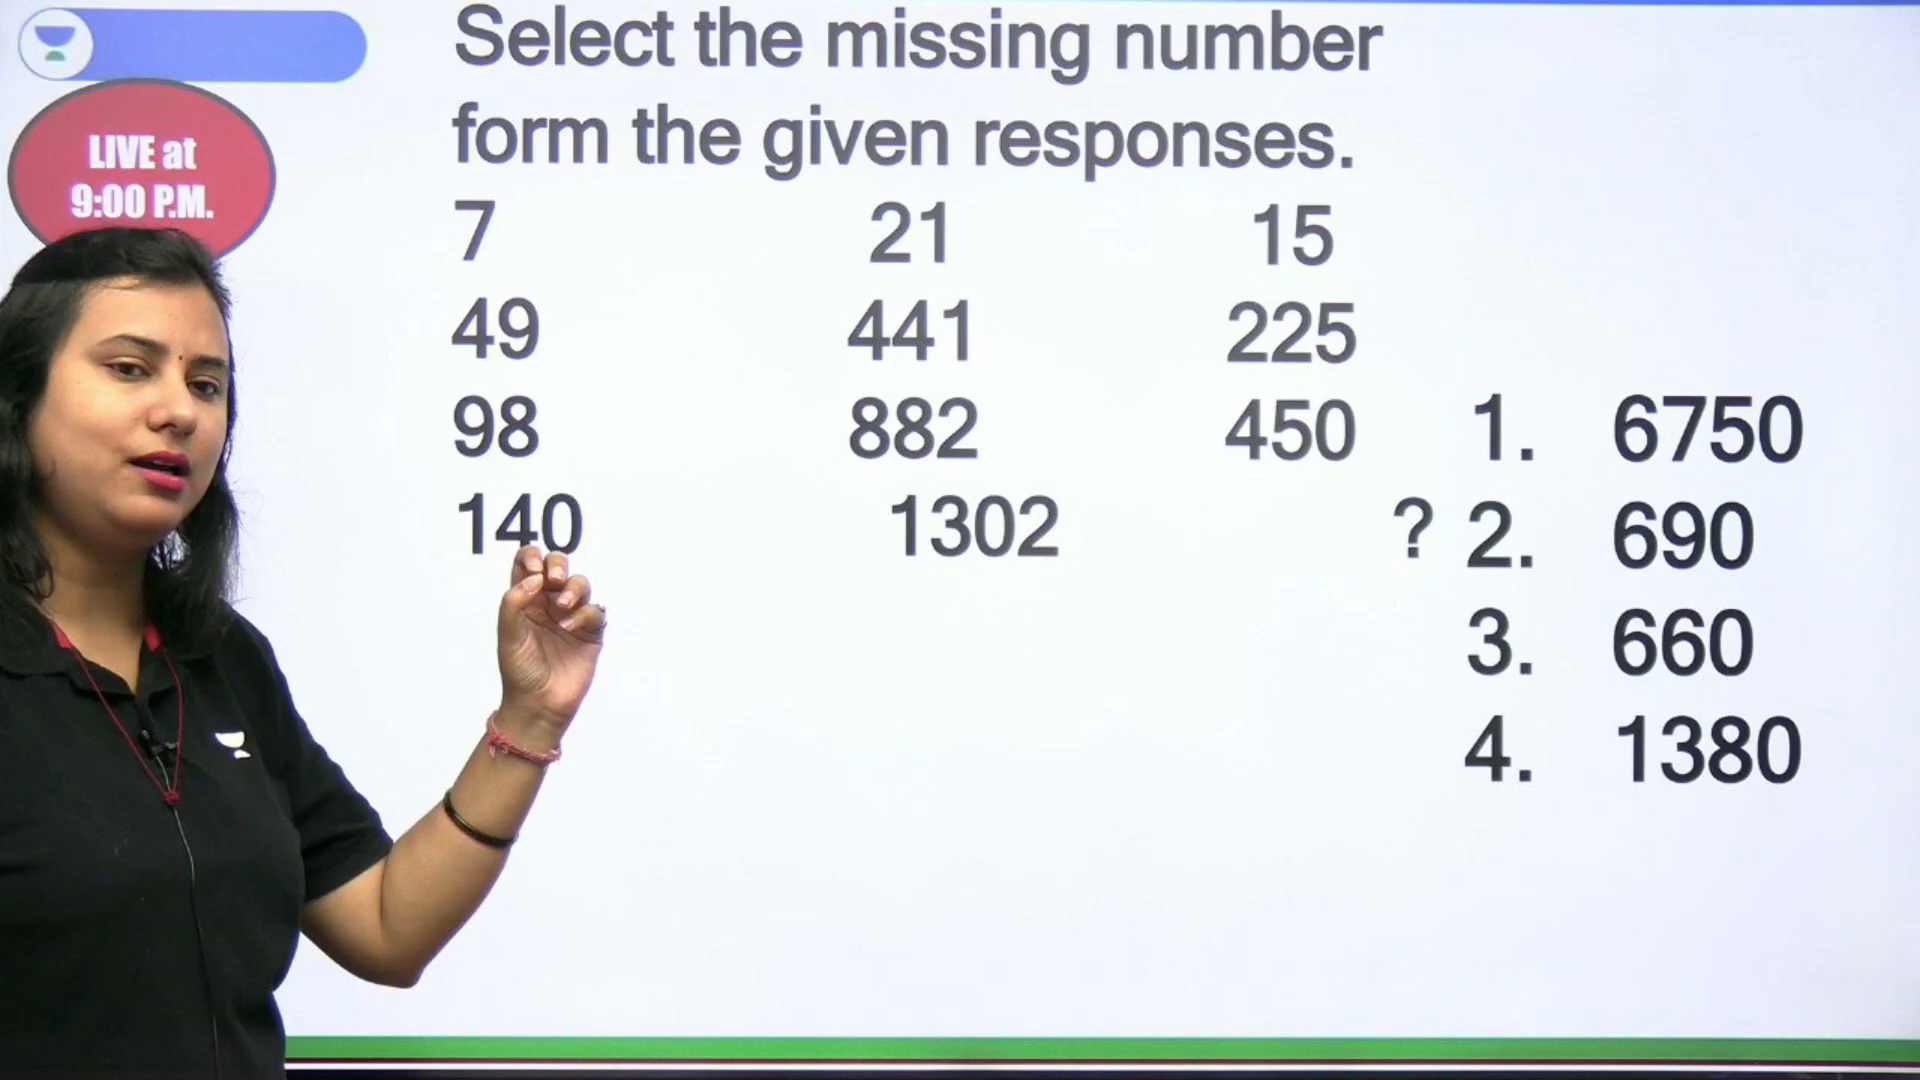 Select the missing number
form the given responses.
LIVE at
9:00 P.M.
7 21 15
49 441 225
98 882 450
140 1302 ?
1. 6750
2. 690
3. 660
4. 1380